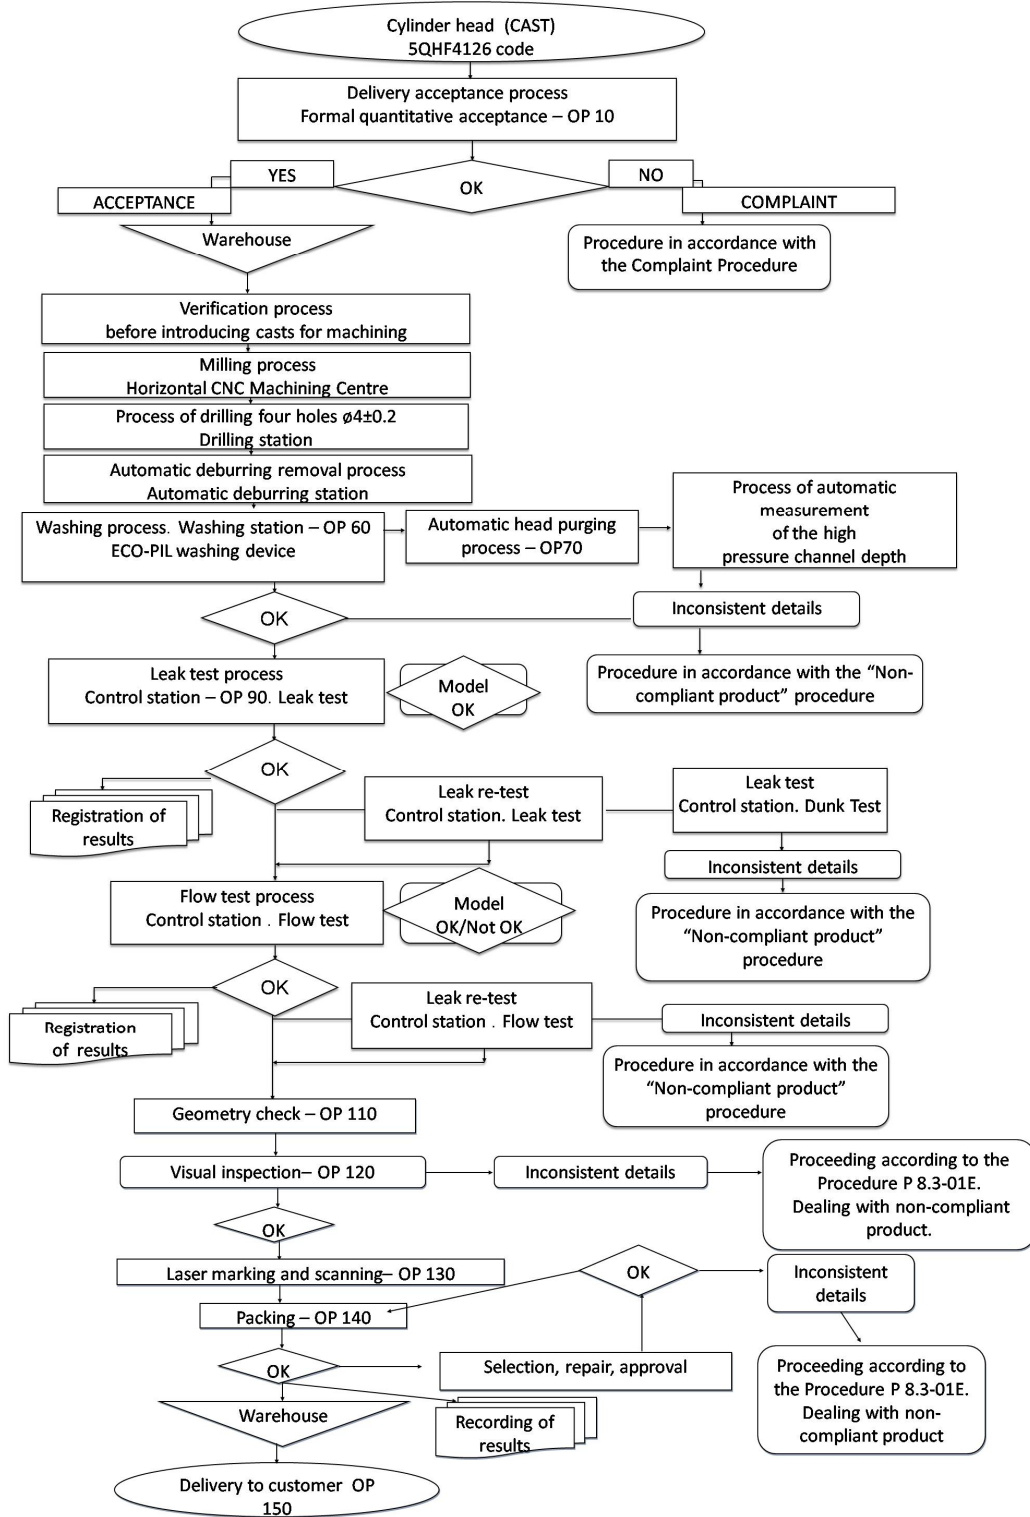 Cylinder head (CAST)
5QHF4126 code
Delivery acceptance process
Formal quantitative acceptance – OP 10
YES
OK
NO
ACCEPTANCE
COMPLAINT
Warehouse
Procedure in accordance with
the Complaint Procedure
Verification process
before introducing casts for machining
Milling process
Horizontal CNC Machining Centre
Process of drilling four holes ø4±0.2
Drilling station
Automatic deburring removal process
Automatic deburring station
Washing process. Washing station – OP 60
ECO-PIL washing device
Automatic head purging
process – OP70
Process of automatic
measurement
of the high
pressure channel depth
OK
Inconsistent details
Procedure in accordance with the “Non-
compliant product” procedure
Leak test process
Control station – OP 90. Leak test
Model
OK
OK
Registration of
results
Leak re-test
Control station. Leak test
Leak test
Control station. Dunk Test
Inconsistent details
Procedure in accordance with the
“Non-compliant product”
procedure
Flow test process
Control station . Flow test
Model
OK/Not OK
OK
Registration
of results
Leak re-test
Control station . Flow test
Inconsistent details
Procedure in accordance with the
“Non-compliant product”
procedure
Geometry check – OP 110
Visual inspection– OP 120
Inconsistent details
Proceeding according to the
Procedure P 8.3-01E.
Dealing with non-compliant
product.
OK
Laser marking and scanning– OP 130
OK
Inconsistent
details
Packing – OP 140
OK
Selection, repair, approval
Proceeding according to
the Procedure P 8.3-01E.
Dealing with non-
compliant product
Warehouse
Recording of
results
Delivery to customer OP
150